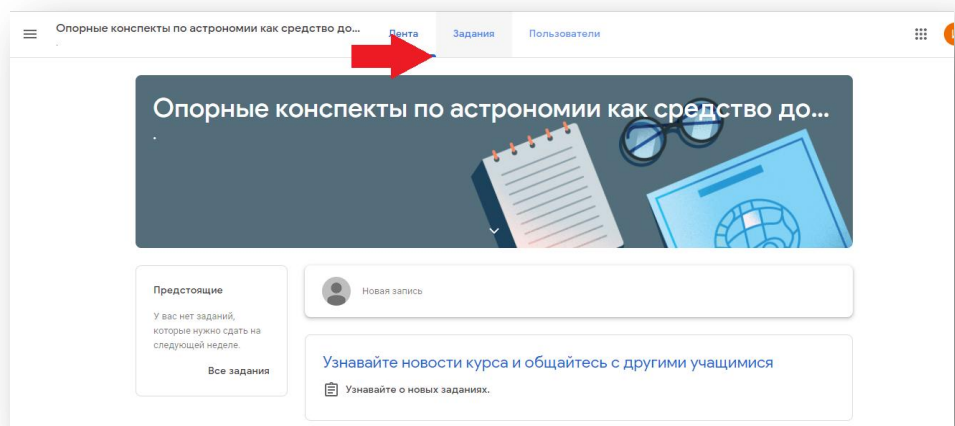 Опорные конспекты по астрономии как средство до...
Лента
Задания
Пользователи
Опорные конспекты по астрономии как средство до...
Предстоящие
У вас нет заданий,
которые нужно сдать на
следующей неделе.
Все задания
Новая запись
Узнавайте новости курса и общайтесь с другими учащимися
Узнавайте о новых заданиях.